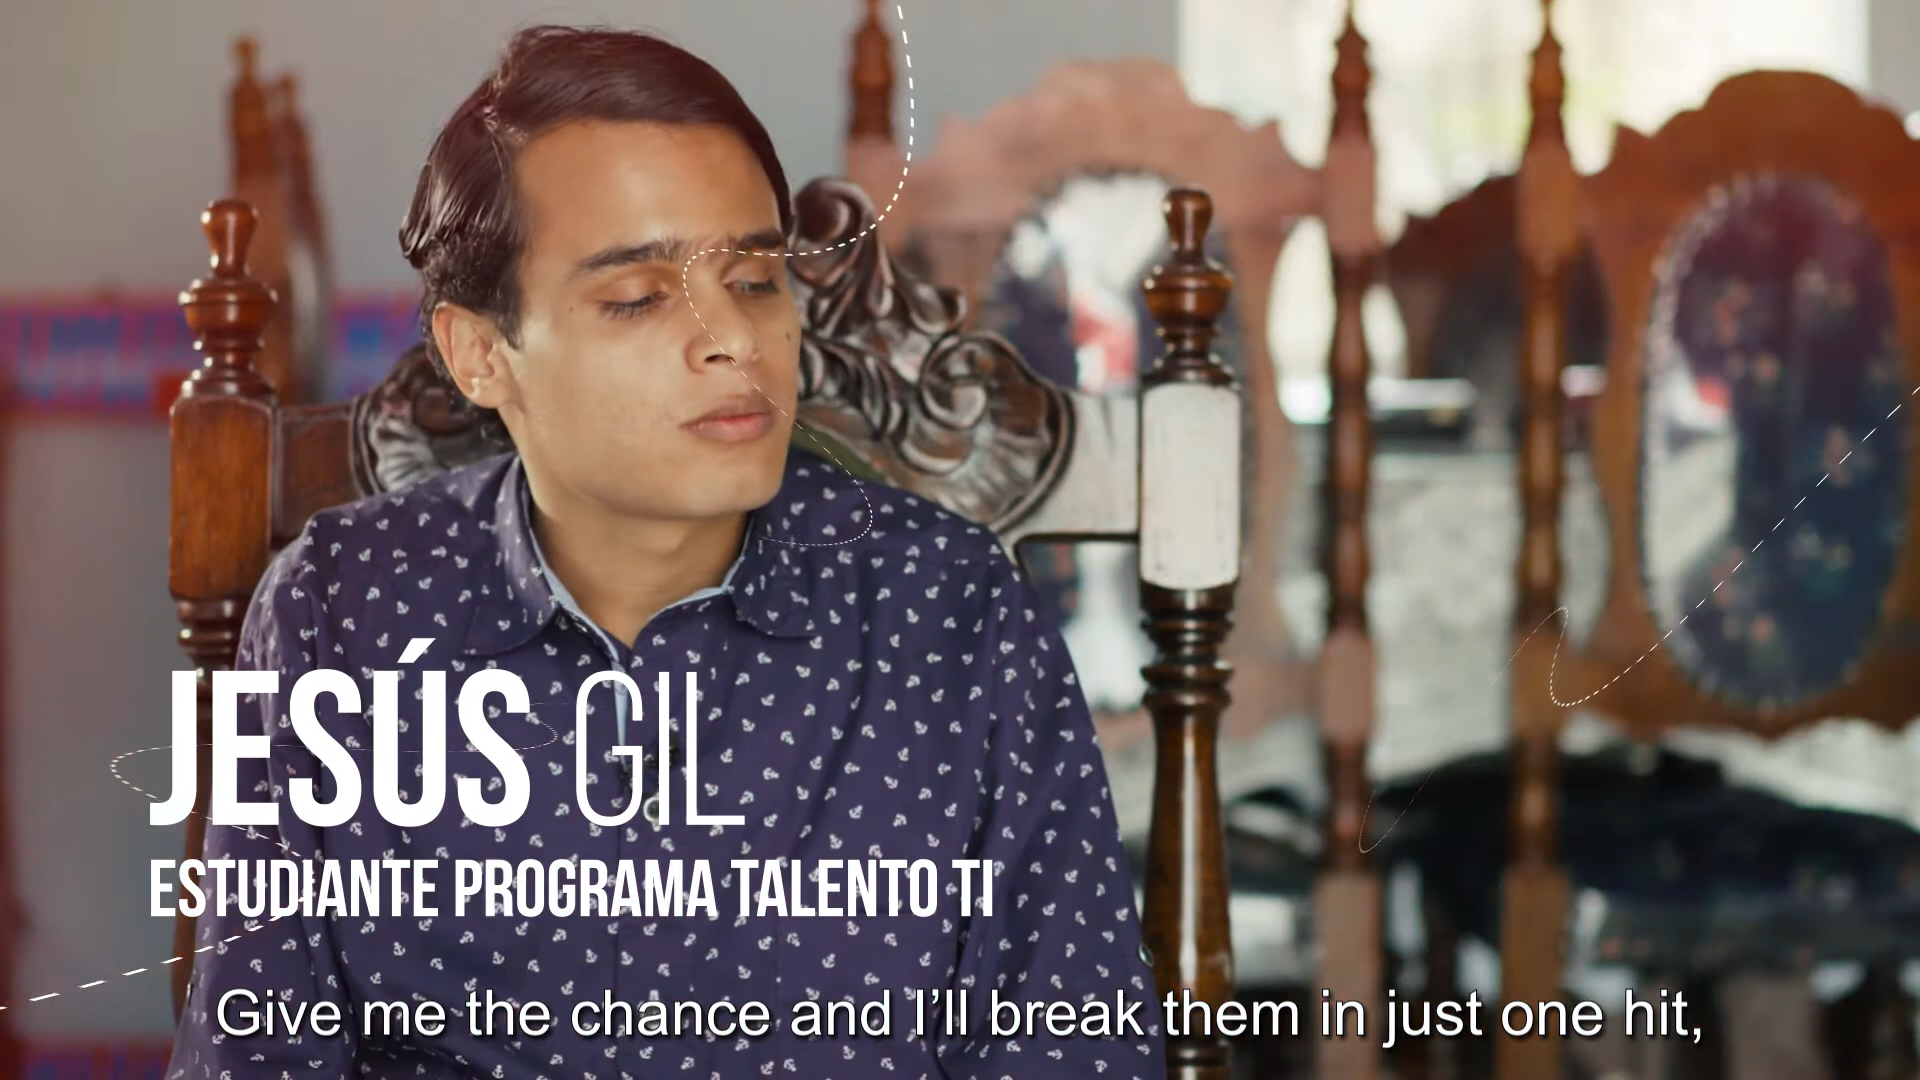 JESÚS GIL
ESTUDIANTE PROGRAMA TALENTO TI
Give me the chance and I’ll break them in just one hit,